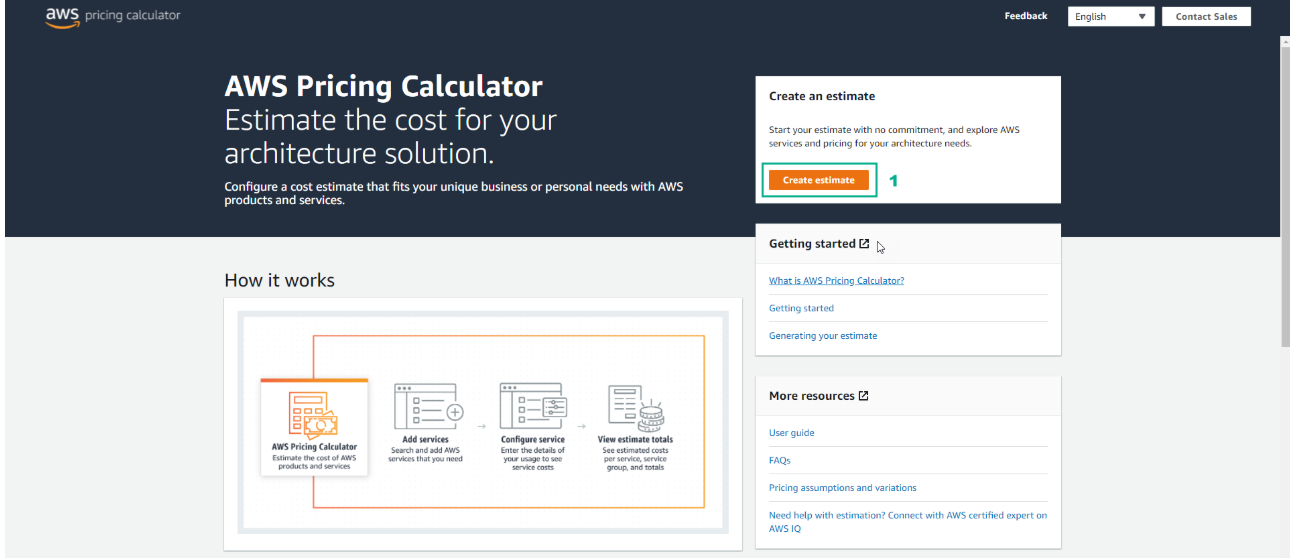 aws pricing calculator
Feedback
English
Contact Sales
AWS Pricing Calculator
Estimate the cost for your
architecture solution.
Configure a cost estimate that fits your unique business or personal needs with AWS
products and services.
Create an estimate
Start your estimate with no commitment, and explore AWS
services and pricing for your architecture needs.
Create estimate
1
Getting started
What is AWS Pricing Calculator?
Getting started
Generating your estimate
How it works
AWS Pricing Calculator
Estimate the cost of AWS
products and services
Add services
Search and add AWS
services that you need
Configure service
Enter the details of
your usage to see
service costs
View estimate totals
See estimated costs
per service, service
group, and totals
More resources
User guide
FAQs
Pricing assumptions and variations
Need help with estimation? Connect with AWS certified expert on
AWS IQ